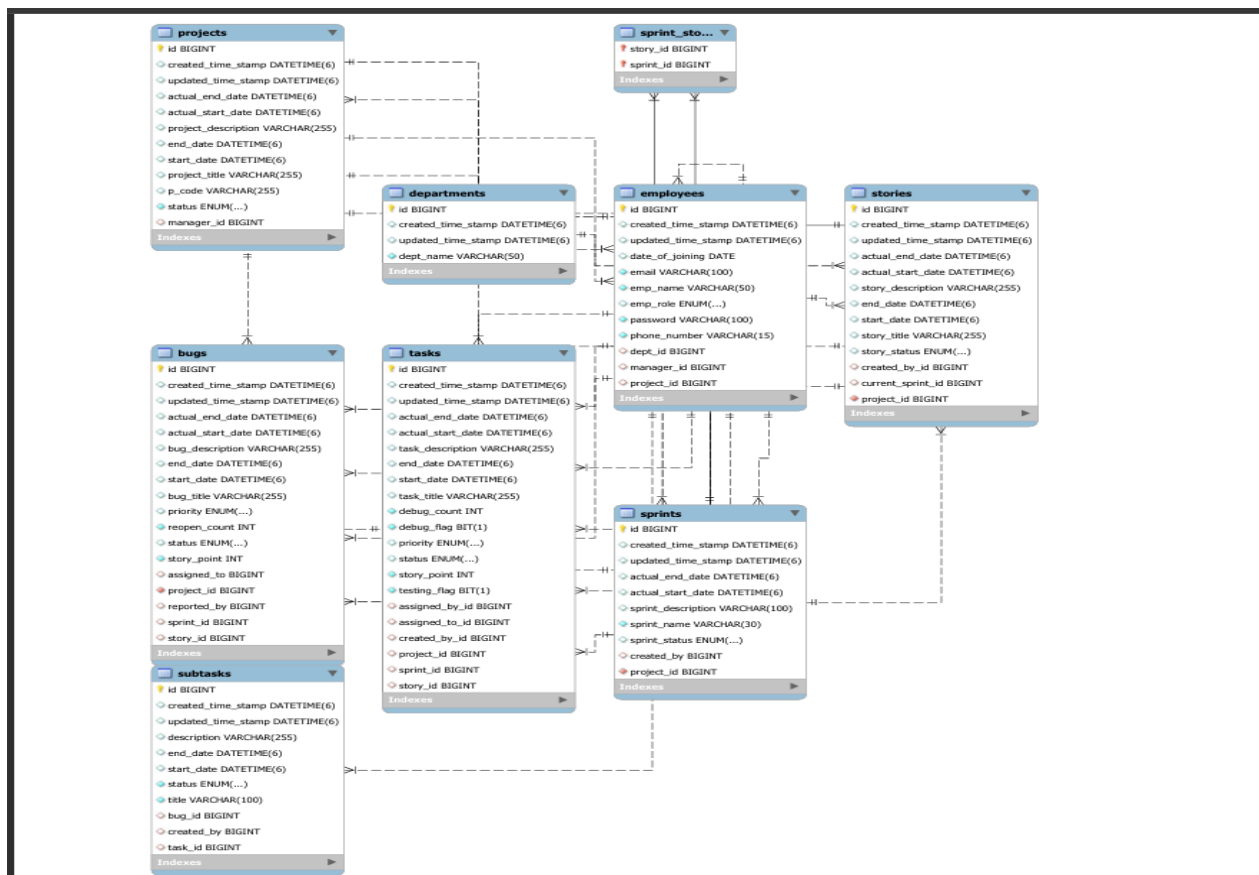 projects
id BIGINT
created_time_stamp DATETIME(6)
updated_time_stamp DATETIME(6)
actual_end_date DATETIME(6)
actual_start_date DATETIME(6)
project_description VARCHAR(255)
end_date DATETIME(6)
start_date DATETIME(6)
project_title VARCHAR(255)
p_code VARCHAR(255)
status ENUM(...)
manager_id BIGINT
Indexes
sprint_sto...
story_id BIGINT
sprint_id BIGINT
Indexes
departments
id BIGINT
created_time_stamp DATETIME(6)
updated_time_stamp DATETIME(6)
dept_name VARCHAR(50)
Indexes
employees
id BIGINT
created_time_stamp DATETIME(6)
updated_time_stamp DATETIME(6)
date_of_joining DATE
email VARCHAR(100)
emp_name VARCHAR(50)
emp_role ENUM(...)
password VARCHAR(100)
phone_number VARCHAR(15)
dept_id BIGINT
manager_id BIGINT
project_id BIGINT
Indexes
stories
id BIGINT
created_time_stamp DATETIME(6)
updated_time_stamp DATETIME(6)
actual_end_date DATETIME(6)
actual_start_date DATETIME(6)
story_description VARCHAR(255)
end_date DATETIME(6)
start_date DATETIME(6)
story_title VARCHAR(255)
story_status ENUM(...)
created_by_id BIGINT
current_sprint_id BIGINT
project_id BIGINT
Indexes
bugs
id BIGINT
created_time_stamp DATETIME(6)
updated_time_stamp DATETIME(6)
actual_end_date DATETIME(6)
actual_start_date DATETIME(6)
bug_description VARCHAR(255)
end_date DATETIME(6)
start_date DATETIME(6)
bug_title VARCHAR(255)
priority ENUM(...)
reopen_count INT
status ENUM(...)
story_point INT
assigned_to BIGINT
project_id BIGINT
reported_by BIGINT
sprint_id BIGINT
story_id BIGINT
Indexes
tasks
id BIGINT
created_time_stamp DATETIME(6)
updated_time_stamp DATETIME(6)
actual_end_date DATETIME(6)
actual_start_date DATETIME(6)
task_description VARCHAR(255)
end_date DATETIME(6)
start_date DATETIME(6)
task_title VARCHAR(255)
debug_count INT
debug_flag BIT(1)
priority ENUM(...)
status ENUM(...)
story_point INT
testing_flag BIT(1)
assigned_by_id BIGINT
assigned_to_id BIGINT
created_by_id BIGINT
project_id BIGINT
sprint_id BIGINT
story_id BIGINT
Indexes
sprints
id BIGINT
created_time_stamp DATETIME(6)
updated_time_stamp DATETIME(6)
actual_end_date DATETIME(6)
actual_start_date DATETIME(6)
sprint_description VARCHAR(100)
sprint_name VARCHAR(30)
sprint_status ENUM(...)
created_by BIGINT
project_id BIGINT
Indexes
subtasks
id BIGINT
created_time_stamp DATETIME(6)
updated_time_stamp DATETIME(6)
description VARCHAR(255)
end_date DATETIME(6)
start_date DATETIME(6)
status ENUM(...)
title VARCHAR(100)
bug_id BIGINT
created_by BIGINT
task_id BIGINT
Indexes